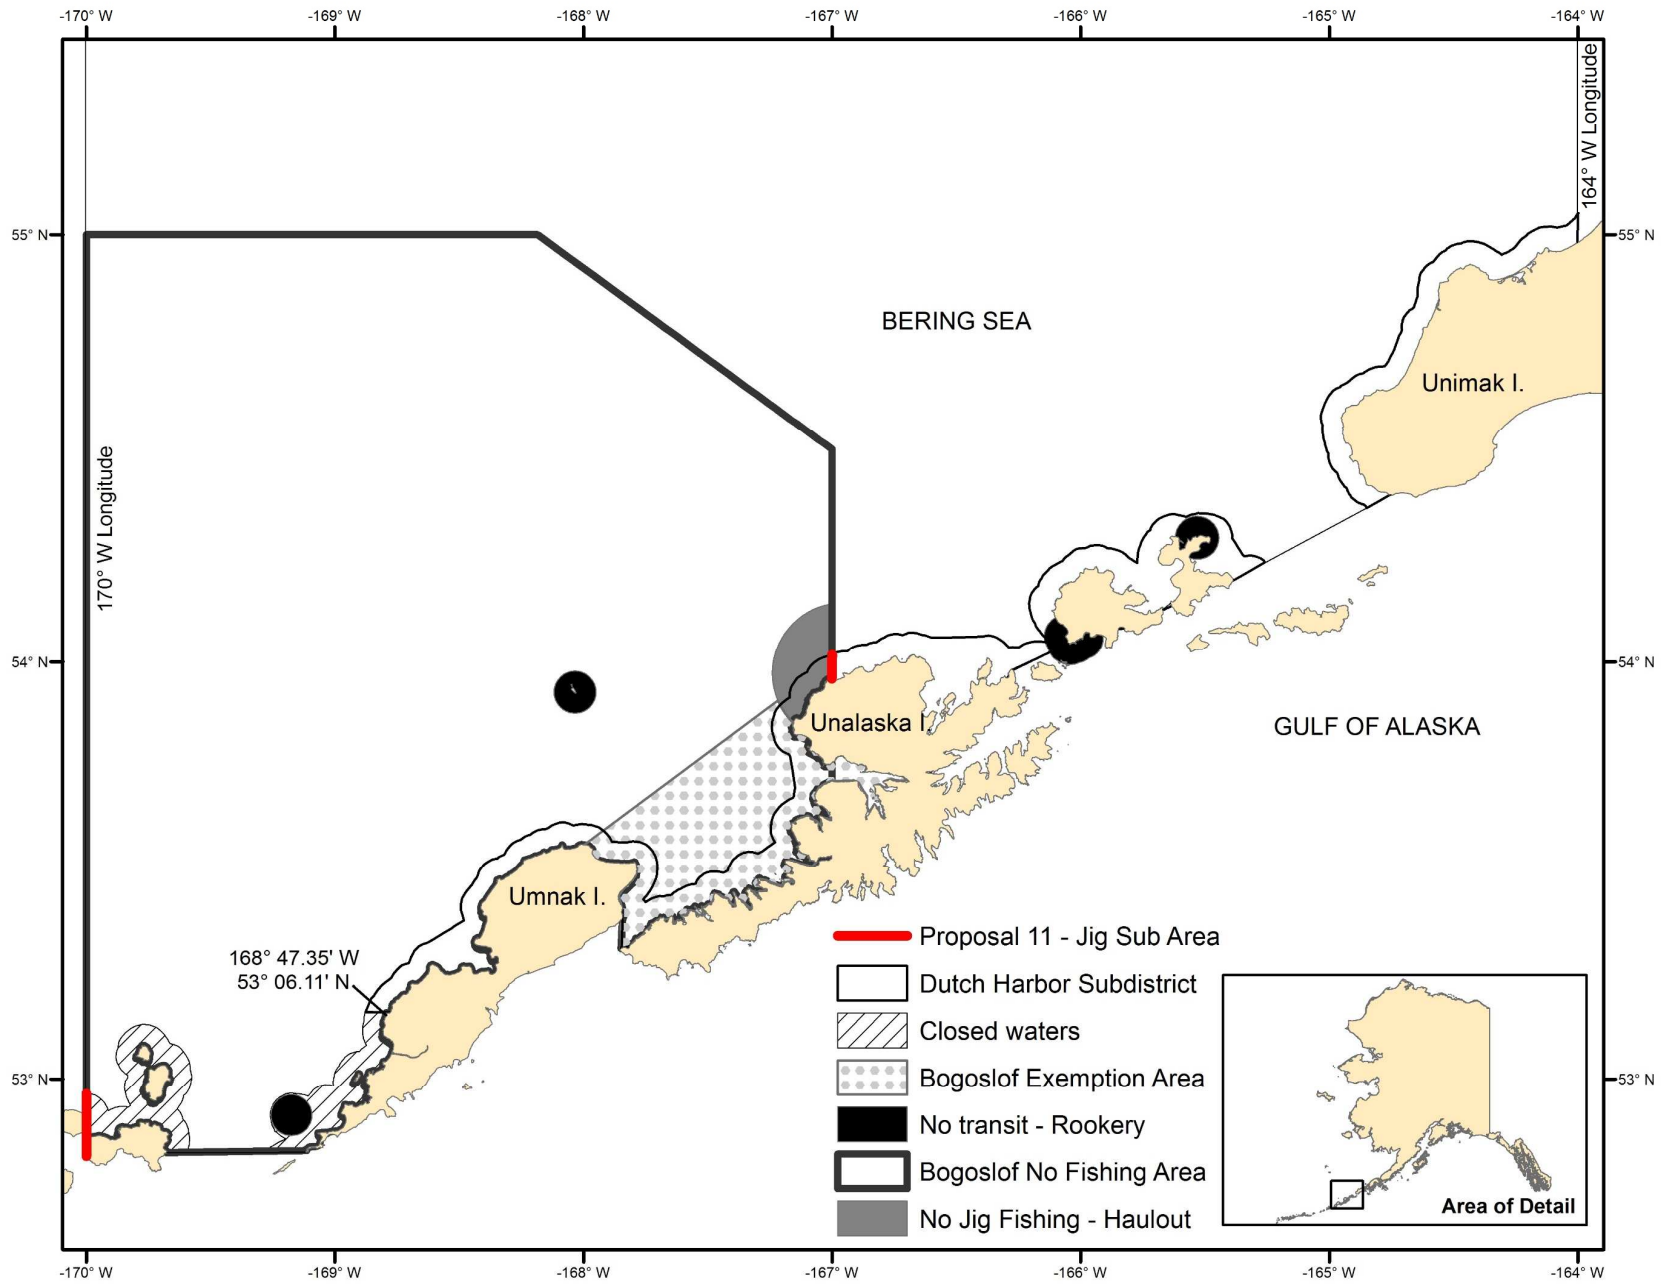 -170° W
-169° W
-168° W
-167° W
-166° W
-165° W
-164° W
164° W Longitude
55° N
55° N
BERING SEA
Unimak I.
170° W Longitude
54° N
54° N
Unalaska I.
GULF OF ALASKA
Umnak I.
168° 47.35' W
53° 06.11' N
53° N
53° N
Proposal 11 - Jig Sub Area
Dutch Harbor Subdistrict
Closed waters
Bogoslof Exemption Area
No transit - Rookery
Bogoslof No Fishing Area
No Jig Fishing - Haulout
Area of Detail
-170° W
-169° W
-168° W
-167° W
-166° W
-165° W
-164° W